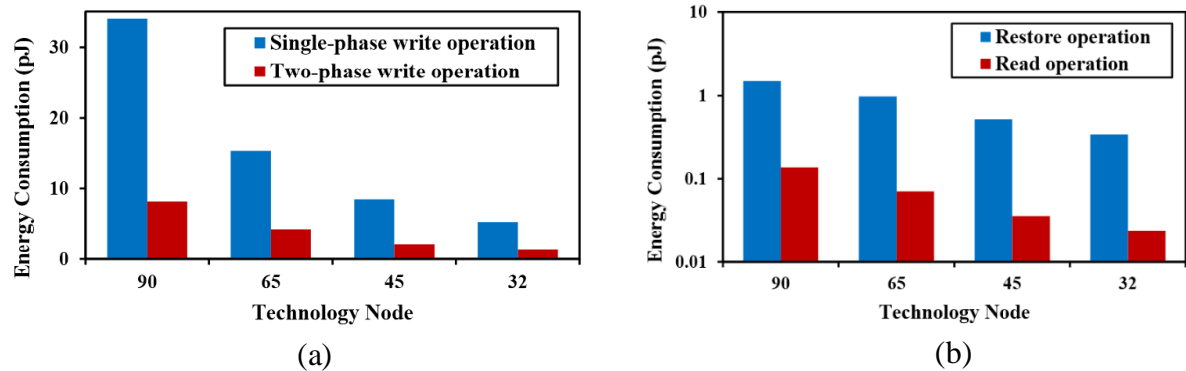 Energy Consumption (pJ)
30
20
10
0
Single-phase write operation
Two-phase write operation
90 65 45 32
Technology Node
(a)
Energy Consumption (pJ)
10
1
0.1
0.01
Restore operation
Read operation
90 65 45 32
Technology Node
(b)